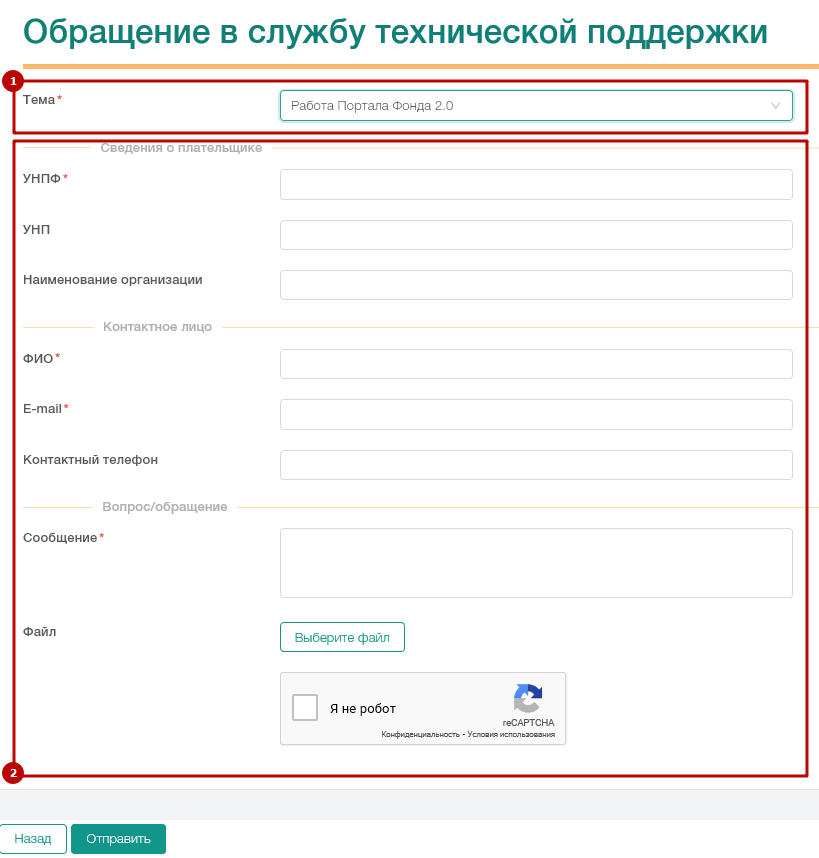 Обращение в службу технической поддержки
1
Тема*
Работа Портала Фонда 2.0
Сведения о плательщике
УНПФ*
УНП
Наименование организации
Контактное лицо
ФИО*
E-mail*
Контактный телефон
Вопрос/обращение
Сообщение*
Файл
Выберите файл
Я не робот
reCAPTCHA
Конфиденциальность - Условия использования
2
Назад
Отправить